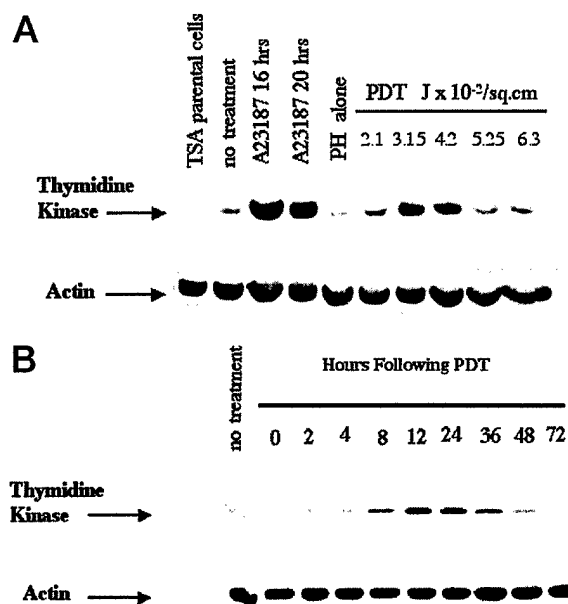 A
TSA parental cells
no treatment
A23187 16 hrs
A23187 20 hrs
PH alone
PDT J x 10⁻²/sq.cm
2.1 3.15 4.2 5.25 6.3
Thymidine
Kinase
Actin
B
no treatment
Hours Following PDT
0 2 4 8 12 24 36 48 72
Thymidine
Kinase
Actin